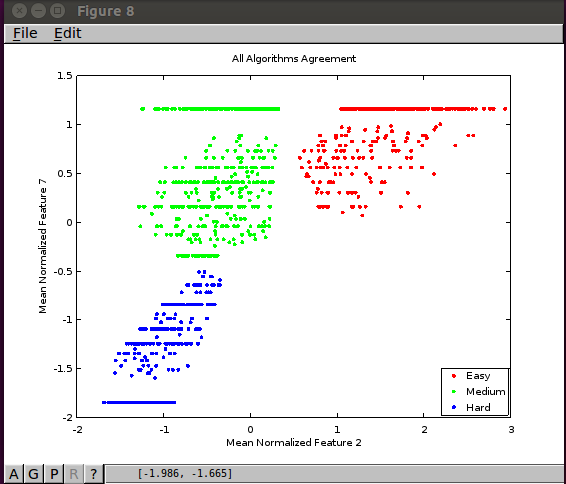 Figure 8
File Edit
All Algorithms Agreement
1.5
1
0.5
0
-0.5
-1
-1.5
-2
Mean Normalized Feature 7
-2 -1 0 1 2 3
Mean Normalized Feature 2
Easy
Medium
Hard
A G P R ? [-1.986, -1.665]